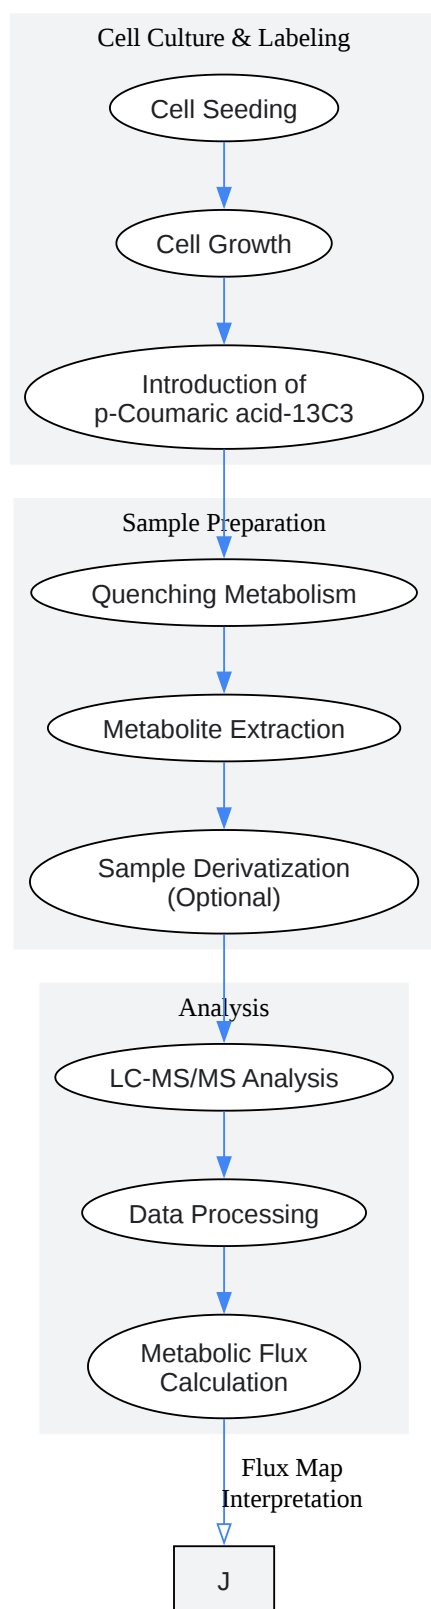 Cell Culture & Labeling
Cell Seeding
Cell Growth
Introduction of
p-Coumaric acid-13C3
Sample Preparation
Quenching Metabolism
Metabolite Extraction
Sample Derivatization
(Optional)
Analysis
LC-MS/MS Analysis
Data Processing
Metabolic Flux
Calculation
Flux Map
Interpretation
J